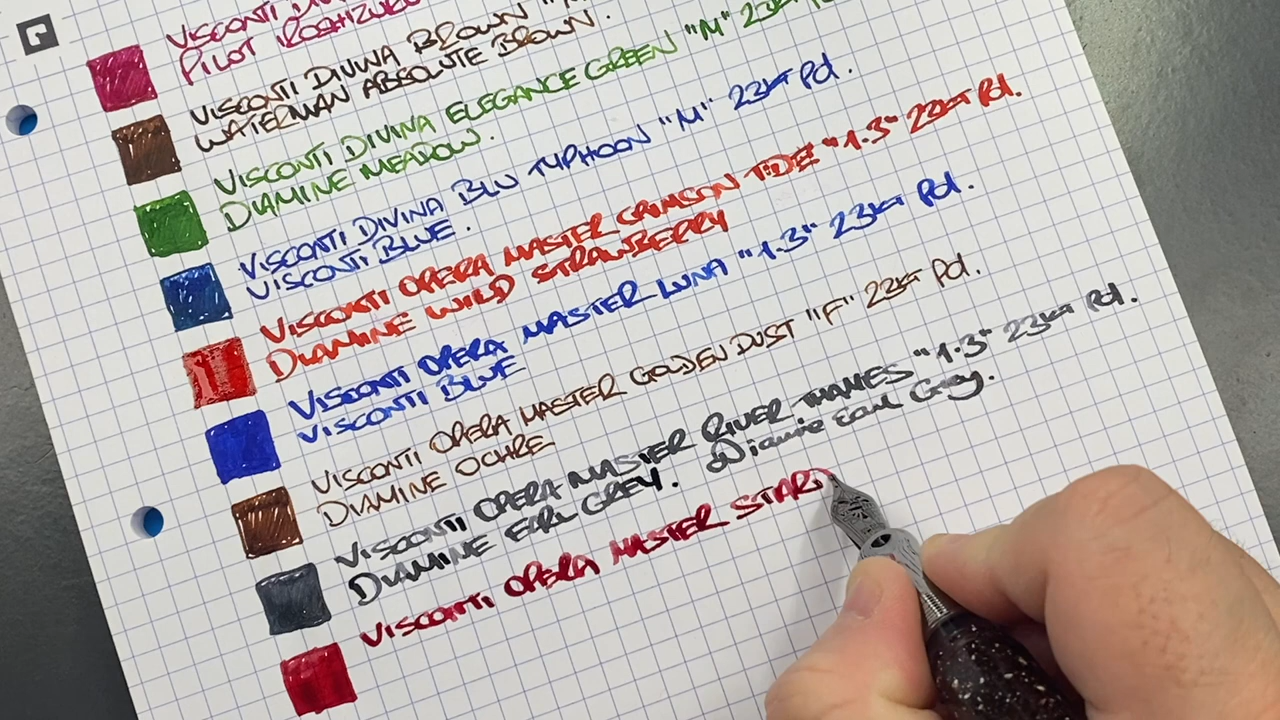 VISCONTI
PILOT IROSHIZUKU
VISCONTI DIVINA BROWN
WATERMAN ABSOLUTE BROWN.
VISCONTI DIVINA ELEGANCE GREEN "M" 23KT
DIAMINE MEADOW.
VISCONTI DIVINA BLU TYPHOON "M" 23KT Pd.
VISCONTI BLUE.
VISCONTI OPERA MASTER CRIMSON TIDE "1.3" 23KT Pd.
DIAMINE WILD STRAWBERRY
VISCONTI OPERA MASTER LUNA "1.3" 23KT Pd.
VISCONTI BLUE
VISCONTI OPERA MASTER GOLDEN DUST "F" 23KT Pd.
DIAMINE OCHRE
VISCONTI OPERA MASTER RIVER THAMES "1.3" 23KT Pd.
DIAMINE EARL GREY. Diamine Earl Grey.
VISCONTI OPERA MASTER STAR